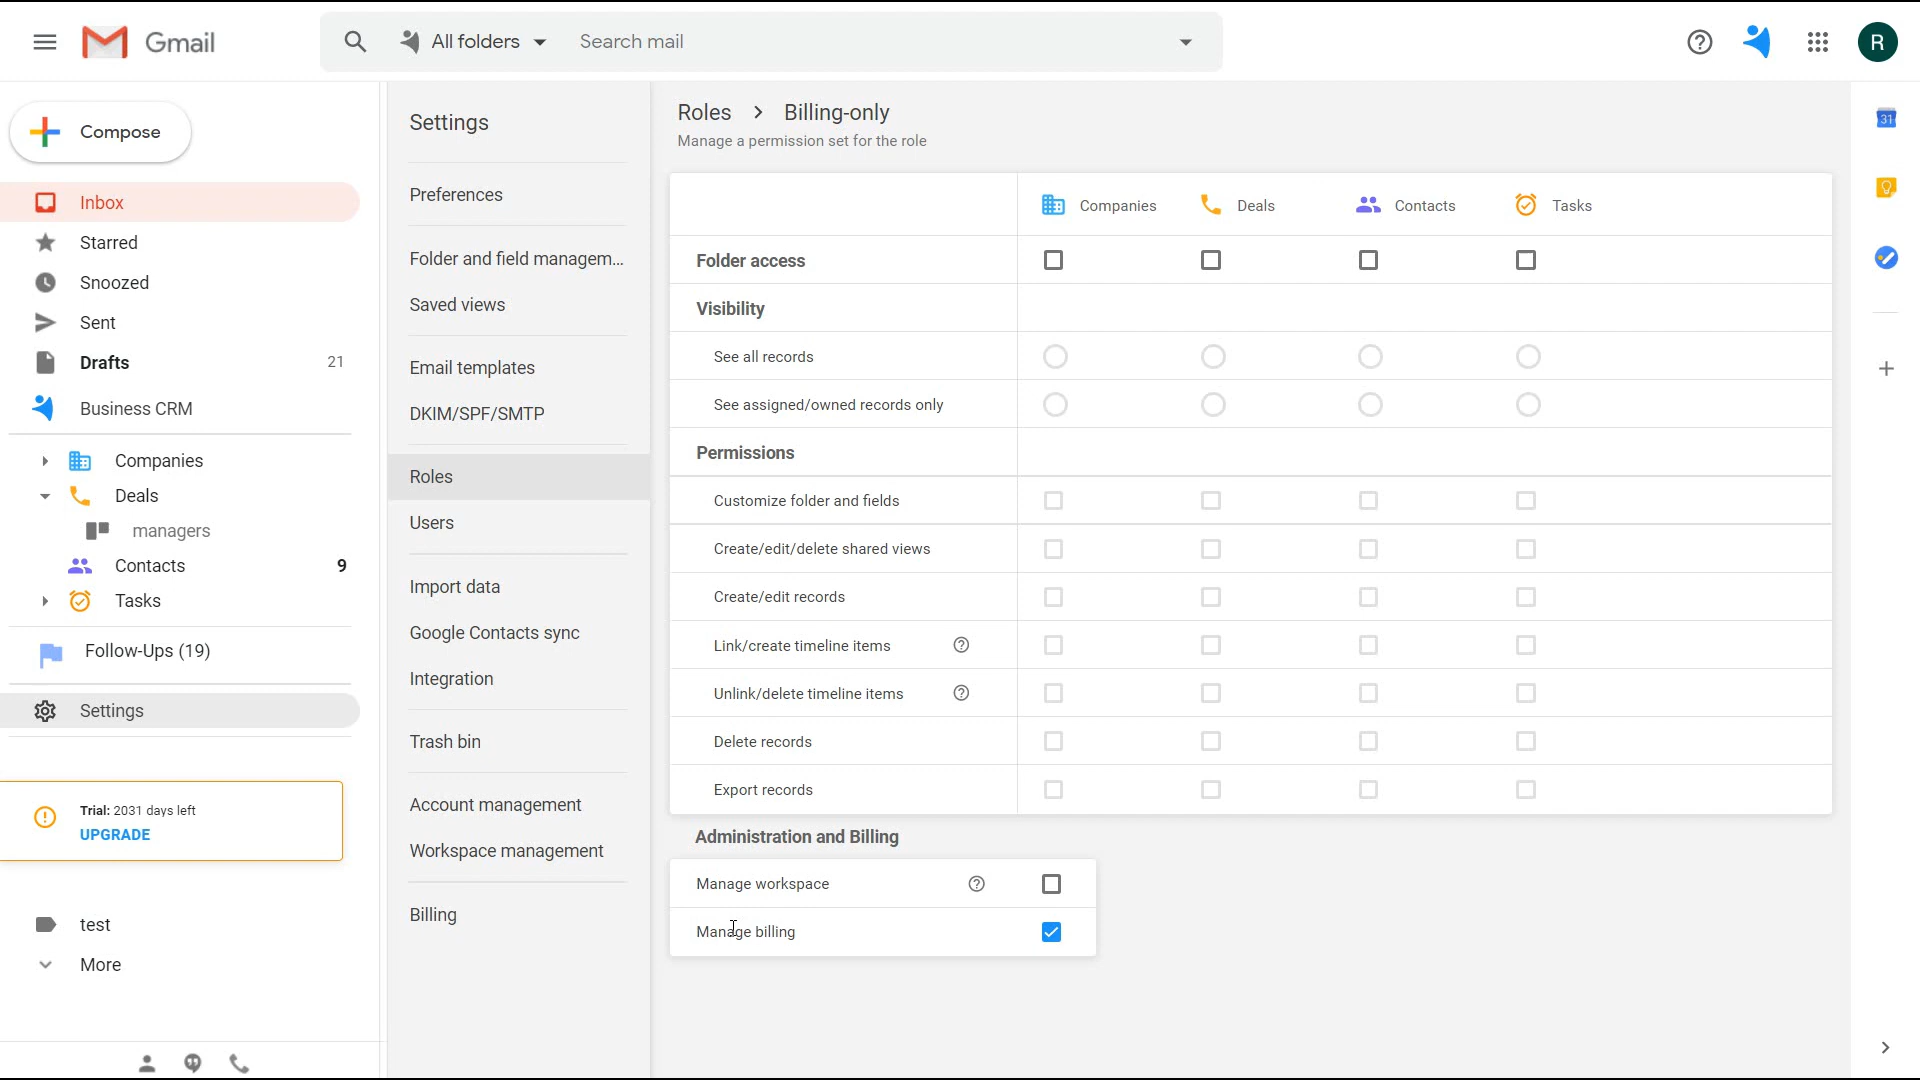 Gmail
All folders
Search mail
R
Compose
Inbox
Starred
Snoozed
Sent
Drafts 21
Business CRM
Companies
Deals
managers
Contacts 9
Tasks
Follow-Ups (19)
Settings
Trial: 2031 days left
UPGRADE
test
More
Settings
Preferences
Folder and field managem...
Saved views
Email templates
DKIM/SPF/SMTP
Roles
Users
Import data
Google Contacts sync
Integration
Trash bin
Account management
Workspace management
Billing
Roles > Billing-only
Manage a permission set for the role
Companies Deals Contacts Tasks
Folder access
Visibility
See all records
See assigned/owned records only
Permissions
Customize folder and fields
Create/edit/delete shared views
Create/edit records
Link/create timeline items
Unlink/delete timeline items
Delete records
Export records
Administration and Billing
Manage workspace
Manage billing
31